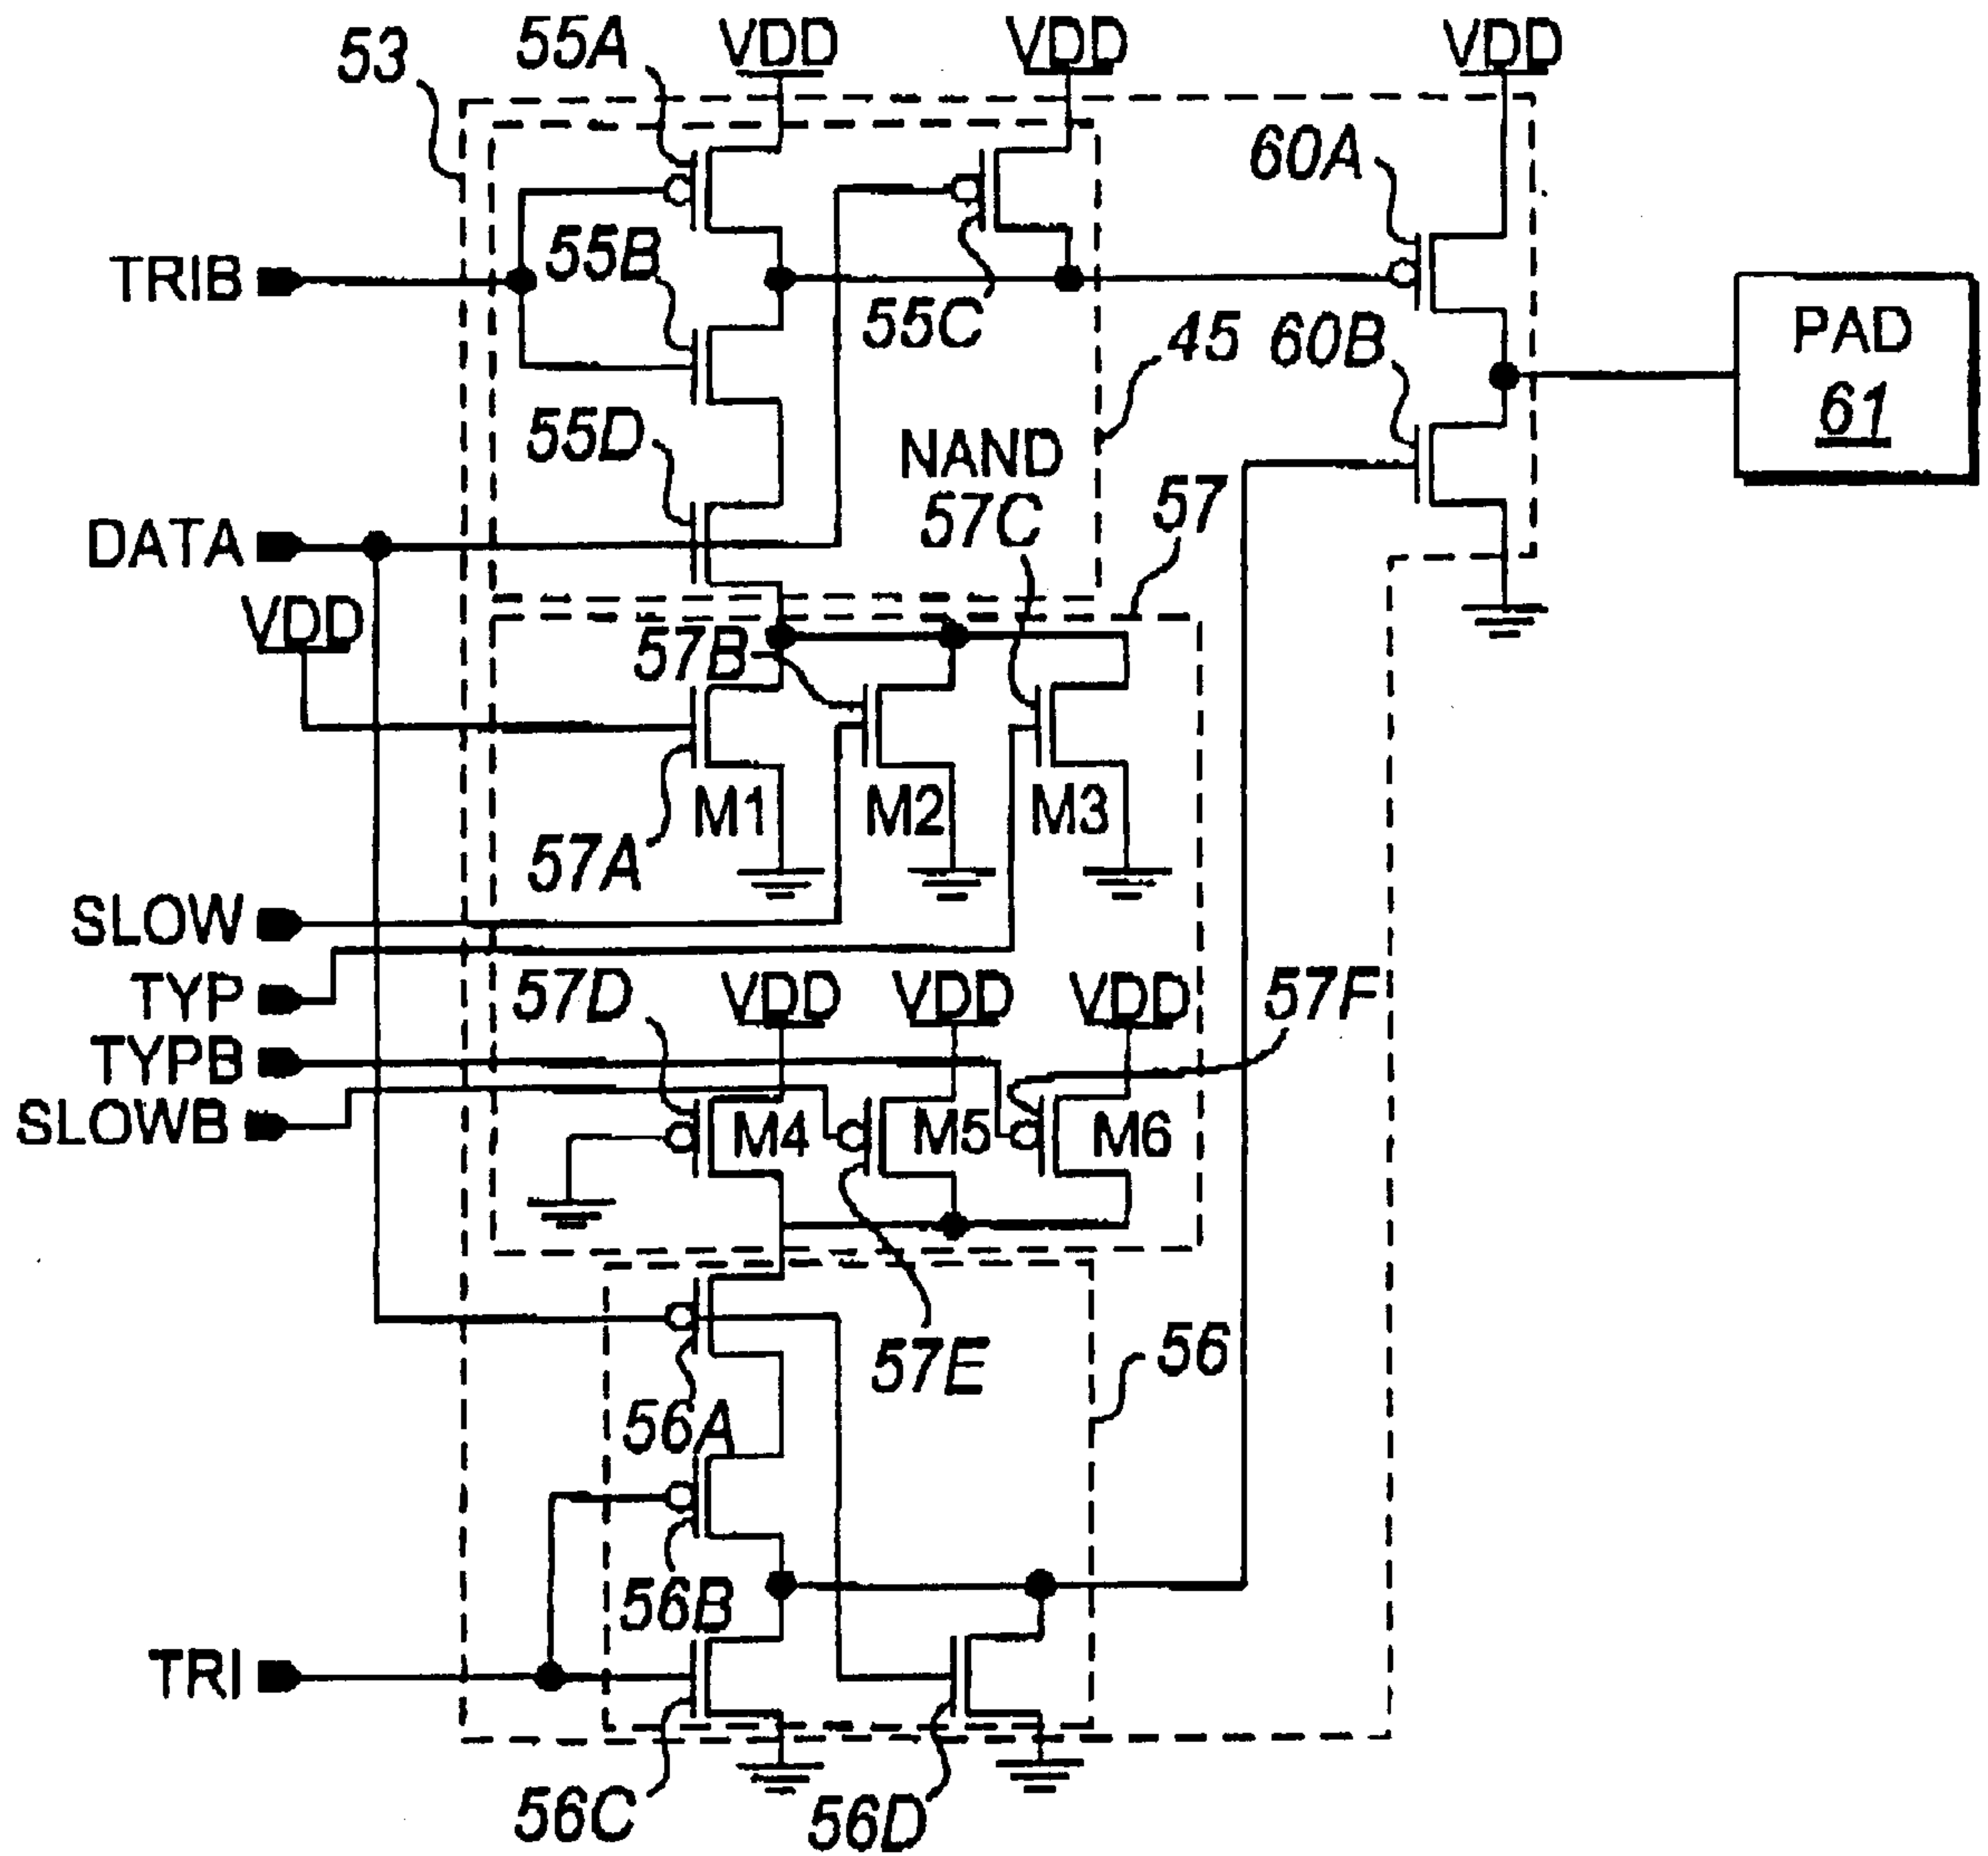 53
55A
VDD
VDD
VDD
60A
TRIB
55B
55C
45
60B
PAD
61
55D
NAND
57C
57
DATA
VDD
57B
M1
M2
M3
57A
SLOW
TYP
57D
VDD
VDD
VDD
57F
TYPB
SLOWB
M4
M5
M6
57E
56
56A
56B
TRI
56C
56D